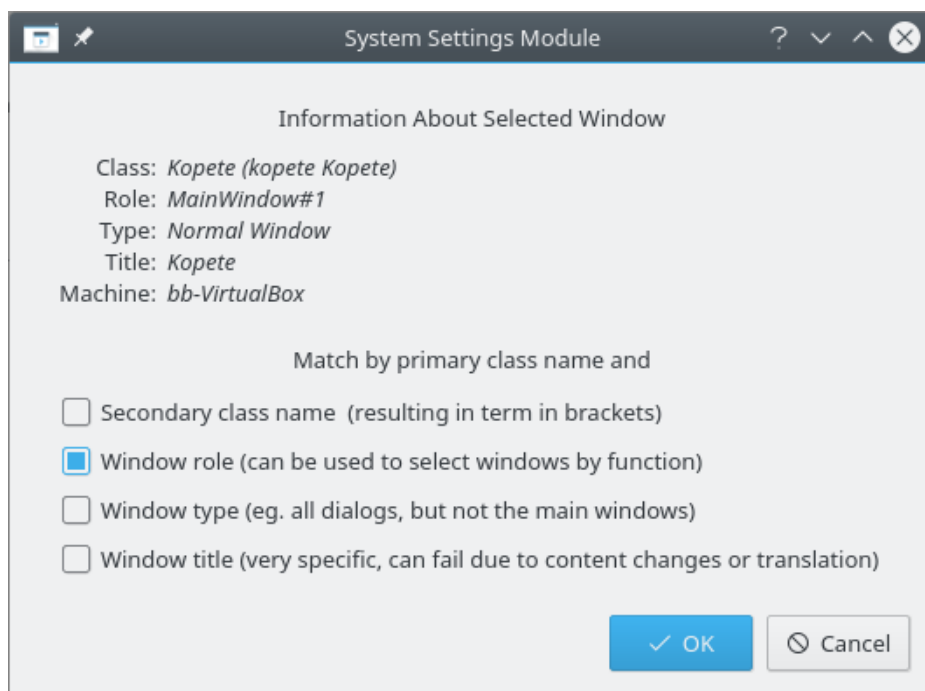 System Settings Module
Information About Selected Window
Class: Kopete (kopete Kopete)
Role: MainWindow#1
Type: Normal Window
Title: Kopete
Machine: bb-VirtualBox
Match by primary class name and
Secondary class name  (resulting in term in brackets)
Window role (can be used to select windows by function)
Window type (eg. all dialogs, but not the main windows)
Window title (very specific, can fail due to content changes or translation)
OK Cancel